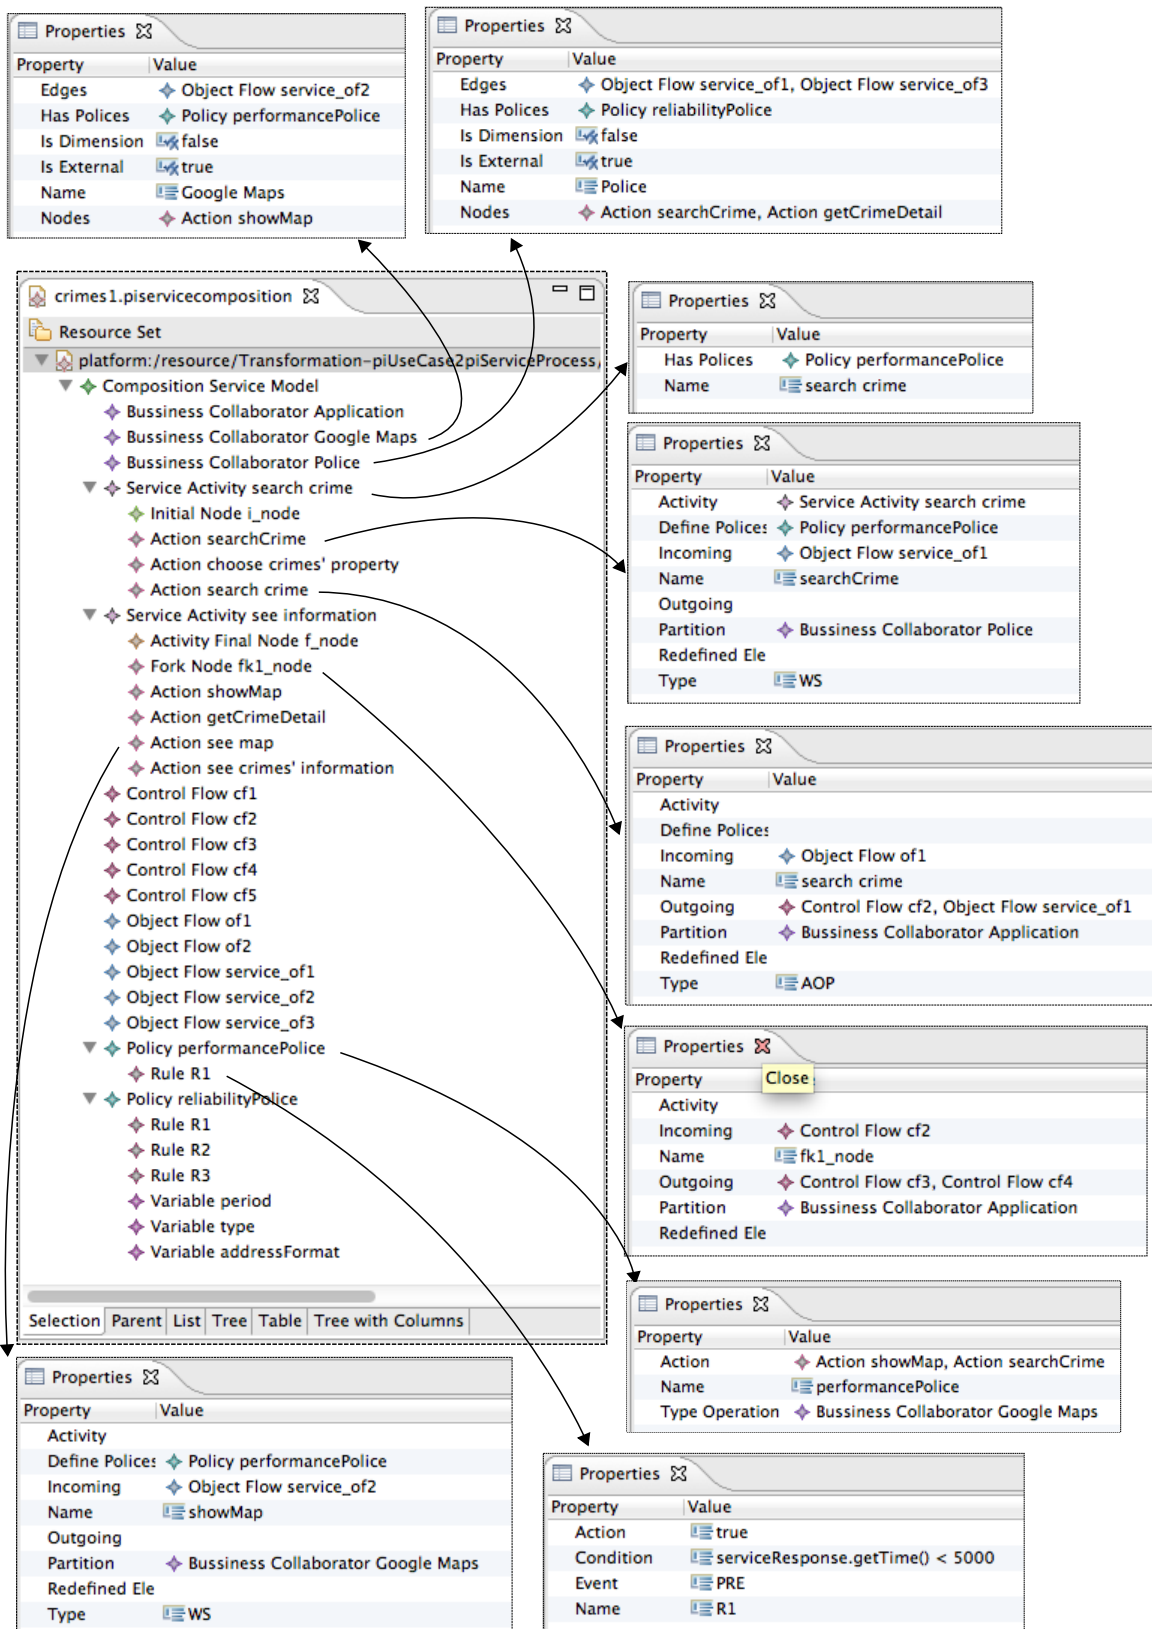 Properties
Property Value
Edges Object Flow service_of2
Has Polices Policy performancePolice
Is Dimension false
Is External true
Name Google Maps
Nodes Action showMap
Properties
Property Value
Edges Object Flow service_of1, Object Flow service_of3
Has Polices Policy reliabilityPolice
Is Dimension false
Is External true
Name Police
Nodes Action searchCrime, Action getCrimeDetail
crimes1.piservicecomposition
Resource Set
platform:/resource/Transformation-piUseCase2piServiceProcess/
Composition Service Model
Bussiness Collaborator Application
Bussiness Collaborator Google Maps
Bussiness Collaborator Police
Service Activity search crime
Initial Node i_node
Action searchCrime
Action choose crimes' property
Action search crime
Service Activity see information
Activity Final Node f_node
Fork Node fk1_node
Action showMap
Action getCrimeDetail
Action see map
Action see crimes' information
Control Flow cf1
Control Flow cf2
Control Flow cf3
Control Flow cf4
Control Flow cf5
Object Flow of1
Object Flow of2
Object Flow service_of1
Object Flow service_of2
Object Flow service_of3
Policy performancePolice
Rule R1
Policy reliabilityPolice
Rule R1
Rule R2
Rule R3
Variable period
Variable type
Variable addressFormat
Selection Parent List Tree Table Tree with Columns
Properties
Property Value
Has Polices Policy performancePolice
Name search crime
Properties
Property Value
Activity Service Activity search crime
Define Polices Policy performancePolice
Incoming Object Flow service_of1
Name searchCrime
Outgoing
Partition Bussiness Collaborator Police
Redefined Ele
Type WS
Properties
Property Value
Activity
Define Polices
Incoming Object Flow of1
Name search crime
Outgoing Control Flow cf2, Object Flow service_of1
Partition Bussiness Collaborator Application
Redefined Ele
Type AOP
Properties
Property Close
Activity
Incoming Control Flow cf2
Name fk1_node
Outgoing Control Flow cf3, Control Flow cf4
Partition Bussiness Collaborator Application
Redefined Ele
Properties
Property Value
Action Action showMap, Action searchCrime
Name performancePolice
Type Operation Bussiness Collaborator Google Maps
Properties
Property Value
Activity
Define Polices Policy performancePolice
Incoming Object Flow service_of2
Name showMap
Outgoing
Partition Bussiness Collaborator Google Maps
Redefined Ele
Type WS
Properties
Property Value
Action true
Condition serviceResponse.getTime() < 5000
Event PRE
Name R1